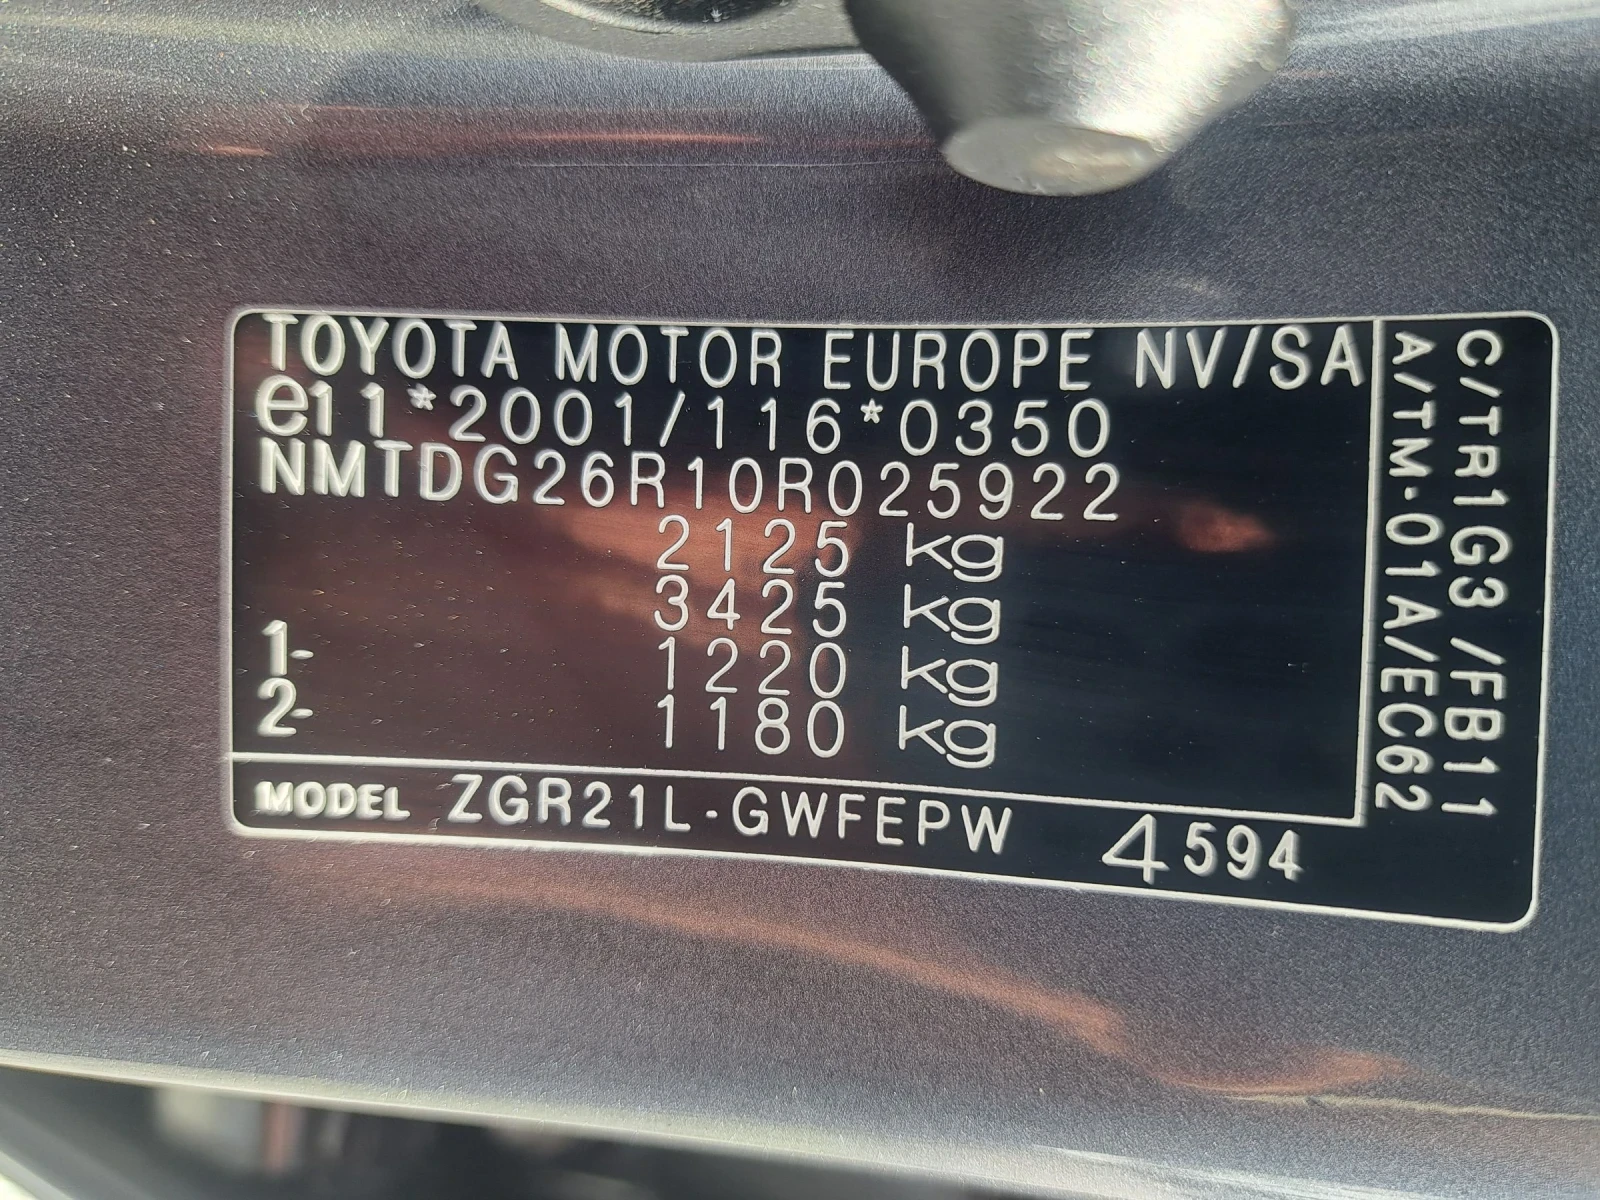 TOYOTA MOTOR EUROPE NV/SA
e11*2001/116*0350
NMTDG26R10R025922
2125 kg
3425 kg
1- 1220 kg
2- 1180 kg
MODEL ZGR21L-GWFEPW 4594
C/TR1G3 /FB11
A/TM-01A/EC62